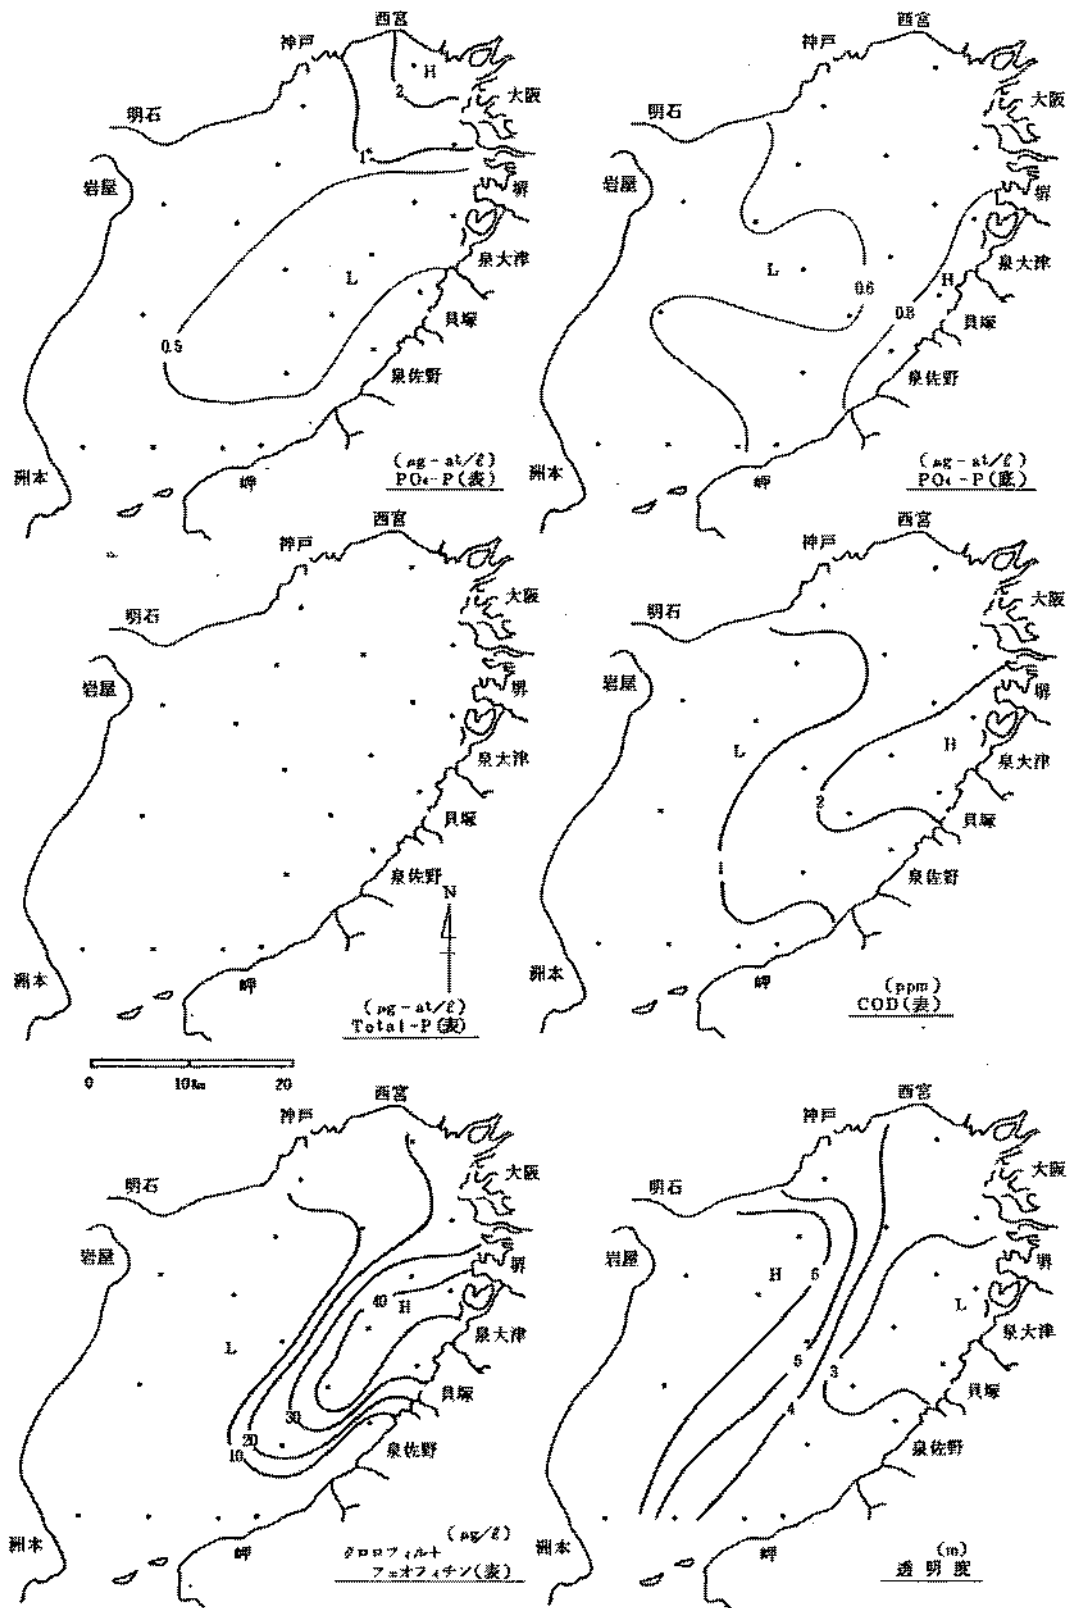 西宮
神戸
H
2
大阪
明石
1
岩屋
堺
泉大津
L
貝塚
0.5
泉佐野
洲本
岬
(μg-at/ℓ)
PO₄-P(表)
西宮
神戸
大阪
明石
岩屋
堺
泉大津
L
H
0.6
0.8
貝塚
泉佐野
洲本
岬
(μg-at/ℓ)
PO₄-P(底)
西宮
神戸
大阪
明石
岩屋
堺
泉大津
貝塚
泉佐野
N
洲本
岬
(μg-at/ℓ)
Total-P(表)
0 10km 20
西宮
神戸
大阪
明石
岩屋
堺
L
H
泉大津
2
貝塚
1
泉佐野
洲本
岬
(ppm)
COD(表)
西宮
神戸
大阪
明石
岩屋
堺
40
H
泉大津
L
貝塚
30
20
10
泉佐野
洲本
岬
(μg/ℓ)
クロロフィル+
フェオフィチン(表)
西宮
神戸
大阪
明石
岩屋
堺
H
6
L
泉大津
5
3
4
貝塚
泉佐野
洲本
岬
(m)
透明度